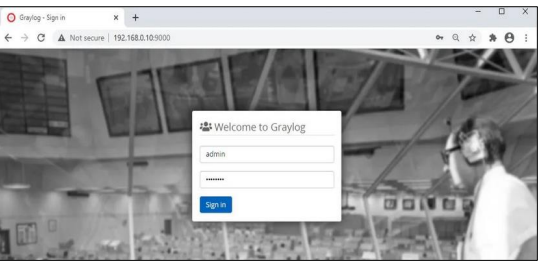 Graylog - Sign in
Not secure | 192.168.0.10:9000
Welcome to Graylog
admin
••••••••
Sign in